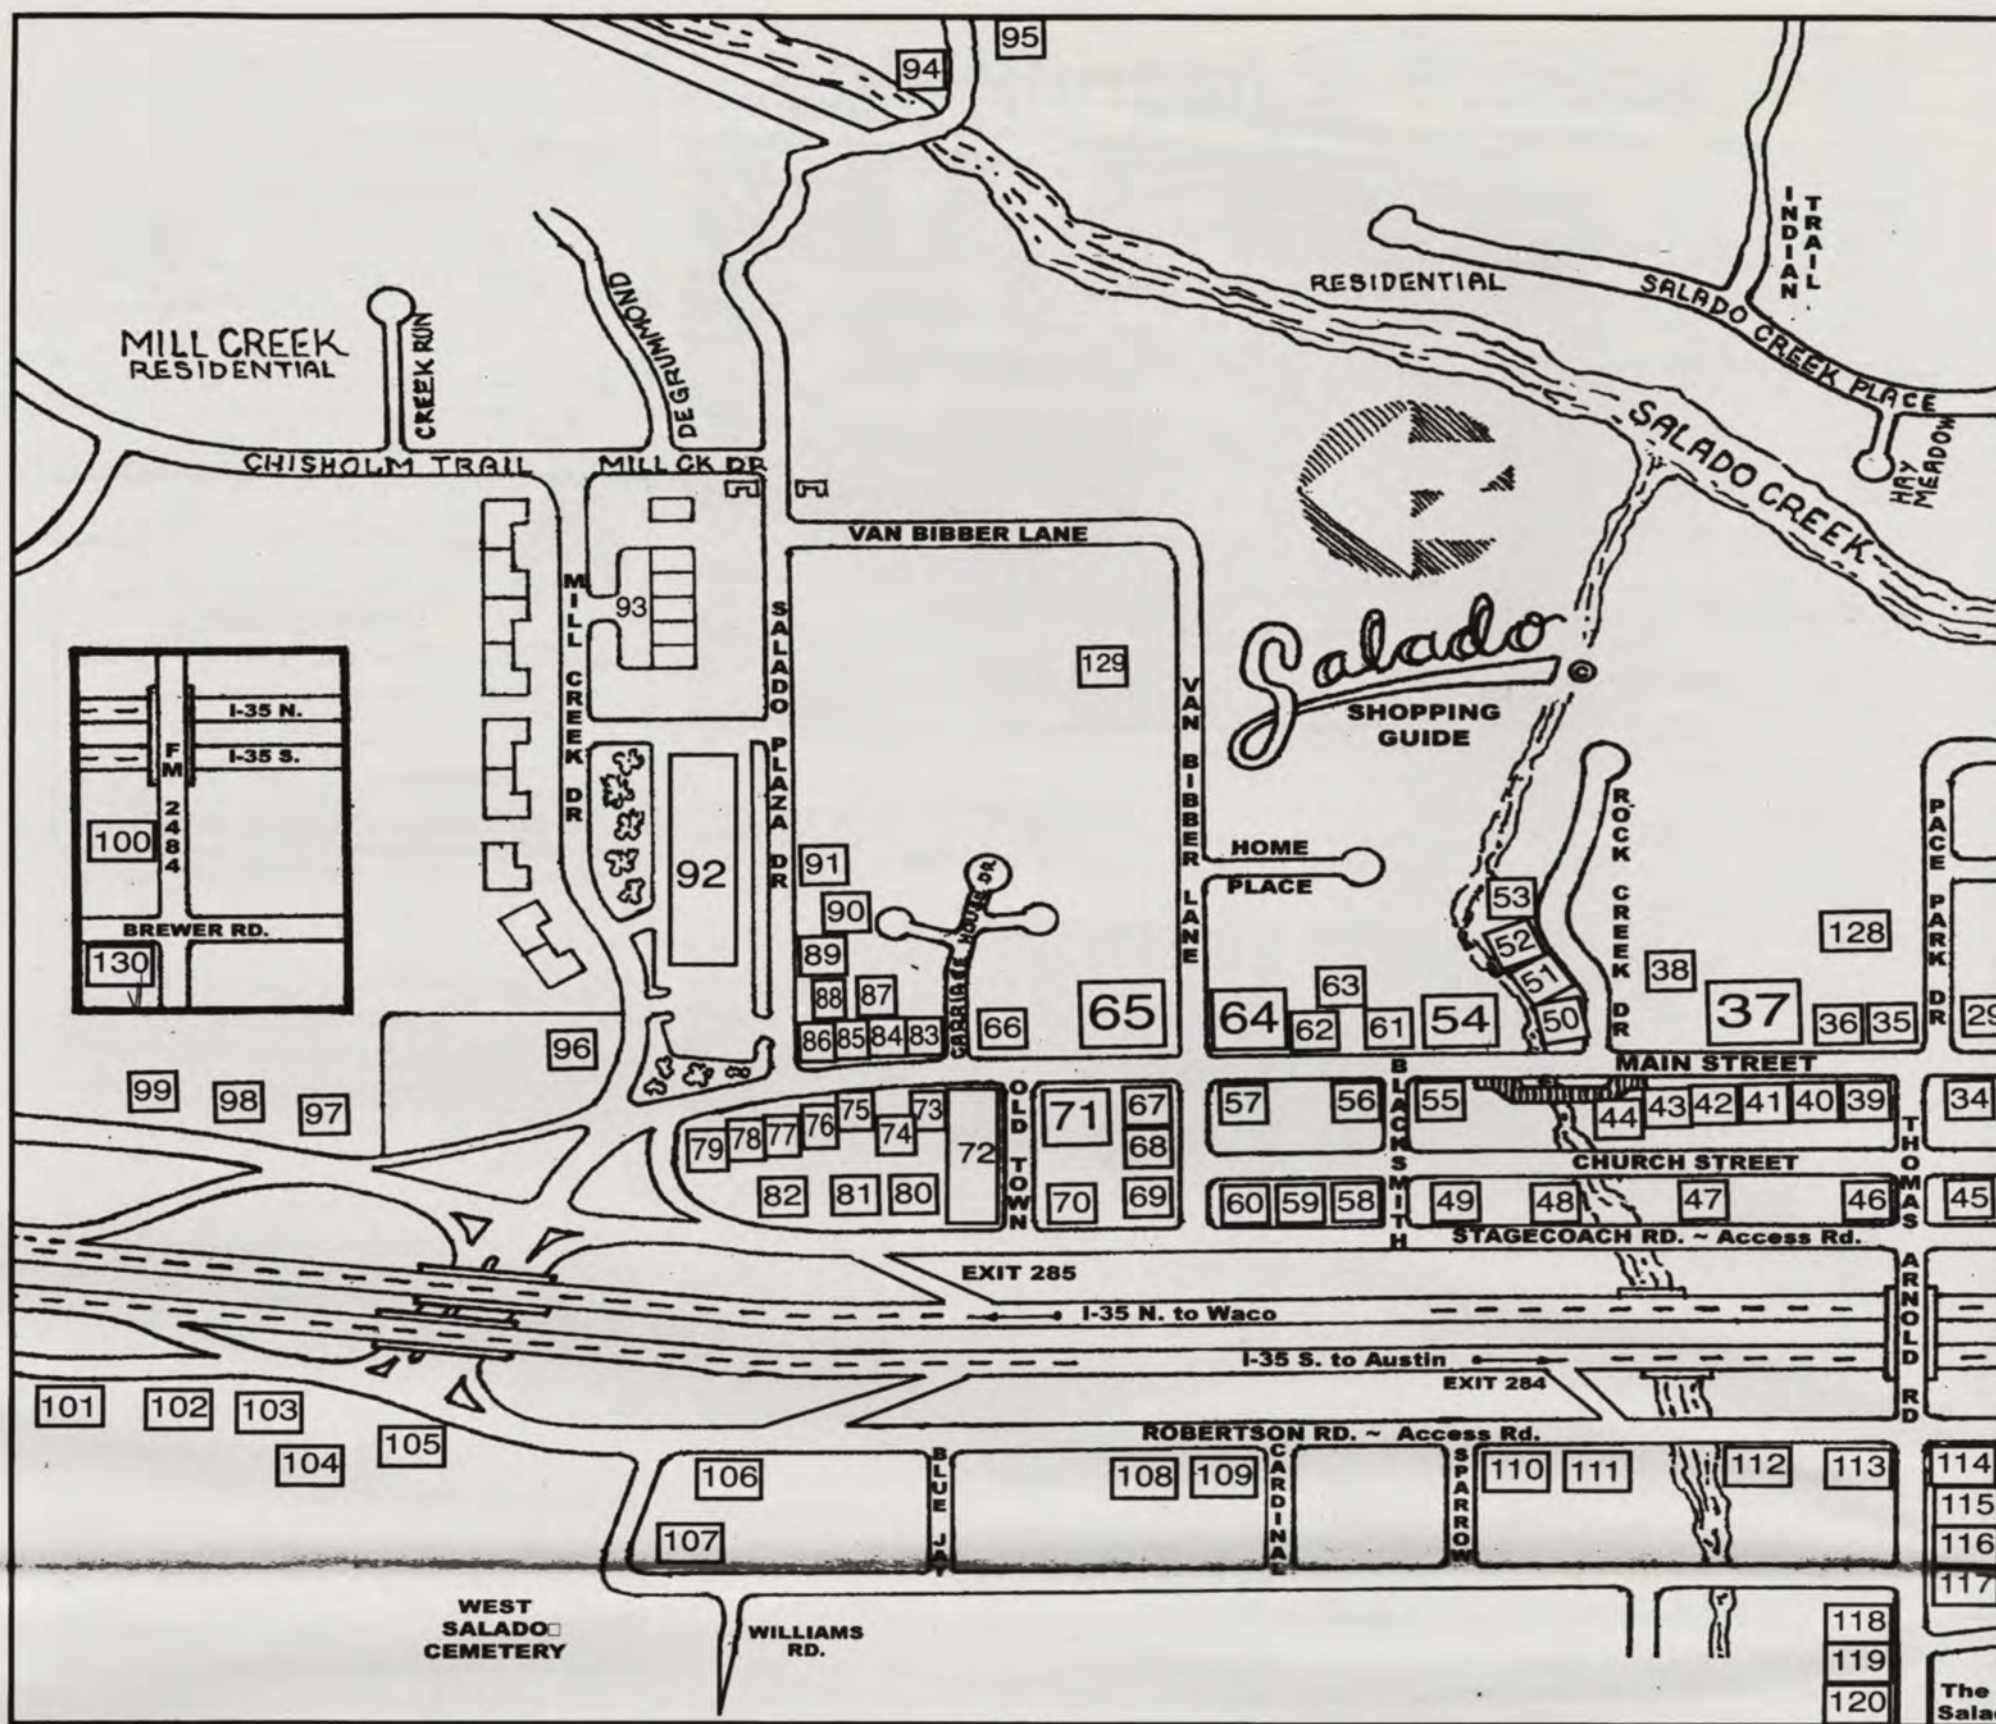 95
94
INDIAN
TRAIL
RESIDENTIAL
SALADO CREEK PLACE
DEGRUMMOND
MILL CREEK
RESIDENTIAL
CREEK RUN
CHISHOLM TRAIL
MILL CK DR
SALADO CREEK
HAY
MEADOW
VAN BIBBER LANE
MILL CREEK DR
93
SALADO PLAZA DR
129
VAN BIBBER LANE
Salado
©
SHOPPING
GUIDE
I-35 N.
I-35 S.
FM 2484
100
BREWER RD.
130
92
91
90
89
88
87
86
85
84
83
CARRIAGE HOUSE DR
66
65
HOME
PLACE
64
63
62
61
54
53
52
51
50
ROCK CREEK DR
38
37
128
36
35
PACE PARK DR
29
96
99
98
97
MAIN STREET
79
78
77
76
75
74
73
72
82
81
80
OLD TOWN
71
67
68
70
69
57
56
BLACKSMITH
55
44
43
42
41
40
39
34
CHURCH STREET
60
59
58
49
48
47
46
45
THOMAS ARNOLD RD
STAGECOACH RD. ~ Access Rd.
EXIT 285
I-35 N. to Waco
I-35 S. to Austin
EXIT 284
101
102
103
104
105
ROBERTSON RD. ~ Access Rd.
106
107
BLUE JAY
108
109
CARDINAL
SPARROW
110
111
112
113
114
115
116
117
118
119
120
WEST
SALADO□
CEMETERY
WILLIAMS
RD.
The